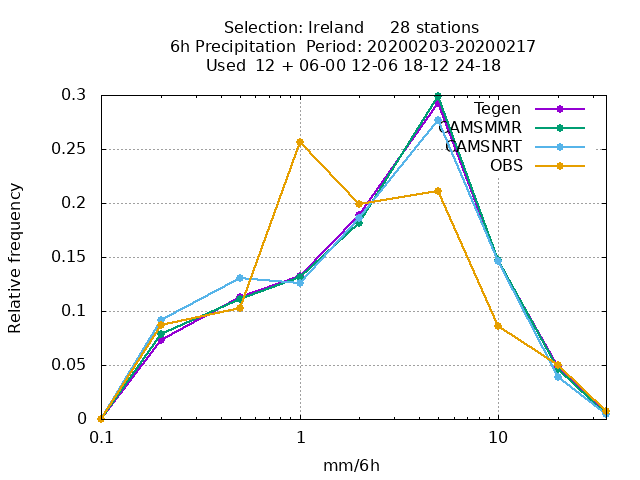 Selection: Ireland 28 stations
6h Precipitation Period: 20200203-20200217
Used 12 + 06-00 12-06 18-12 24-18
Relative frequency
0.3
0.25
0.2
0.15
0.1
0.05
0
0.1
1
10
mm/6h
Tegen
CAMSMMR
CAMSNRT
OBS